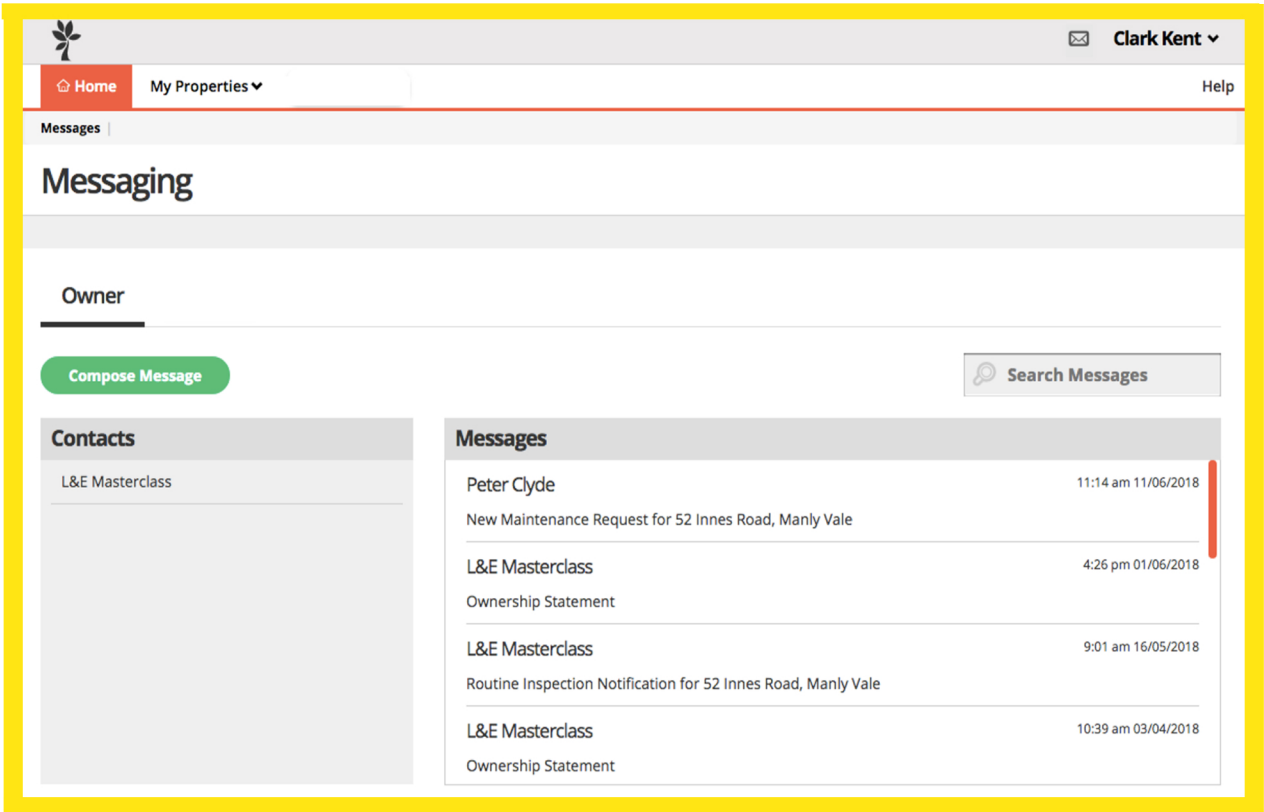 Clark Kent
Home
My Properties
Help
Messages
Messaging
Owner
Compose Message
Search Messages
Contacts
L&E Masterclass
Messages
Peter Clyde
11:14 am 11/06/2018
New Maintenance Request for 52 Innes Road, Manly Vale
L&E Masterclass
4:26 pm 01/06/2018
Ownership Statement
L&E Masterclass
9:01 am 16/05/2018
Routine Inspection Notification for 52 Innes Road, Manly Vale
L&E Masterclass
10:39 am 03/04/2018
Ownership Statement